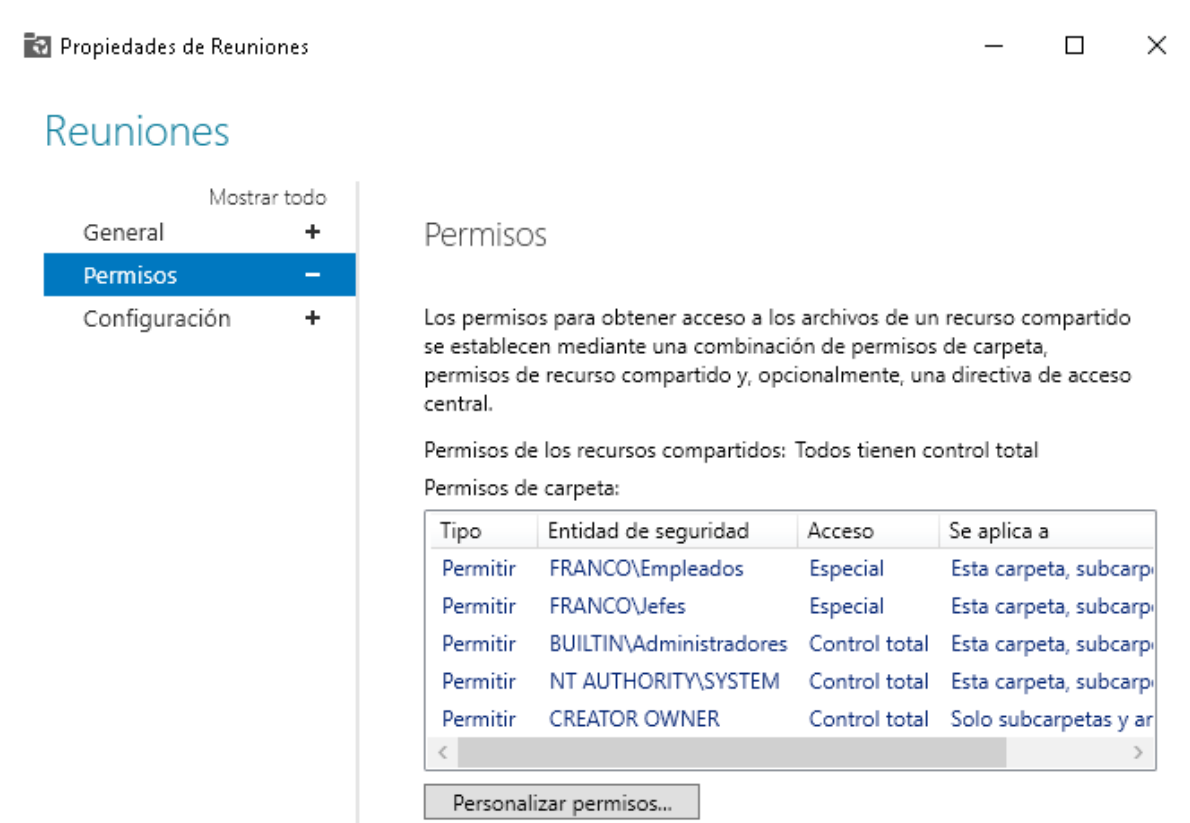 Propiedades de Reuniones
Reuniones
Mostrar todo
General
Permisos
Configuración
Permisos
Los permisos para obtener acceso a los archivos de un recurso compartido
se establecen mediante una combinación de permisos de carpeta,
permisos de recurso compartido y, opcionalmente, una directiva de acceso
central.
Permisos de los recursos compartidos: Todos tienen control total
Permisos de carpeta:
Tipo Entidad de seguridad Acceso Se aplica a
Permitir FRANCO\Empleados Especial Esta carpeta, subcarp
Permitir FRANCO\Jefes Especial Esta carpeta, subcarp
Permitir BUILTIN\Administradores Control total Esta carpeta, subcarp
Permitir NT AUTHORITY\SYSTEM Control total Esta carpeta, subcarp
Permitir CREATOR OWNER Control total Solo subcarpetas y ar
Personalizar permisos...